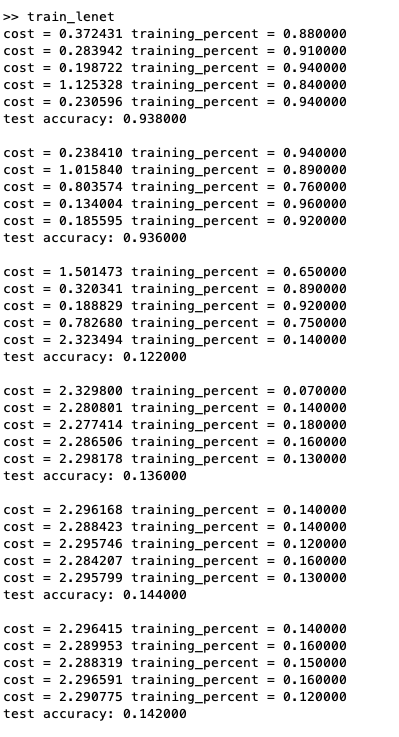 >> train_lenet
cost = 0.372431 training_percent = 0.880000
cost = 0.283942 training_percent = 0.910000
cost = 0.198722 training_percent = 0.940000
cost = 1.125328 training_percent = 0.840000
cost = 0.230596 training_percent = 0.940000
test accuracy: 0.938000
cost = 0.238410 training_percent = 0.940000
cost = 1.015840 training_percent = 0.890000
cost = 0.803574 training_percent = 0.760000
cost = 0.134004 training_percent = 0.960000
cost = 0.185595 training_percent = 0.920000
test accuracy: 0.936000
cost = 1.501473 training_percent = 0.650000
cost = 0.320341 training_percent = 0.890000
cost = 0.188829 training_percent = 0.920000
cost = 0.782680 training_percent = 0.750000
cost = 2.323494 training_percent = 0.140000
test accuracy: 0.122000
cost = 2.329800 training_percent = 0.070000
cost = 2.280801 training_percent = 0.140000
cost = 2.277414 training_percent = 0.180000
cost = 2.286506 training_percent = 0.160000
cost = 2.298178 training_percent = 0.130000
test accuracy: 0.136000
cost = 2.296168 training_percent = 0.140000
cost = 2.288423 training_percent = 0.140000
cost = 2.295746 training_percent = 0.120000
cost = 2.284207 training_percent = 0.160000
cost = 2.295799 training_percent = 0.130000
test accuracy: 0.144000
cost = 2.296415 training_percent = 0.140000
cost = 2.289953 training_percent = 0.160000
cost = 2.288319 training_percent = 0.150000
cost = 2.296591 training_percent = 0.160000
cost = 2.290775 training_percent = 0.120000
test accuracy: 0.142000